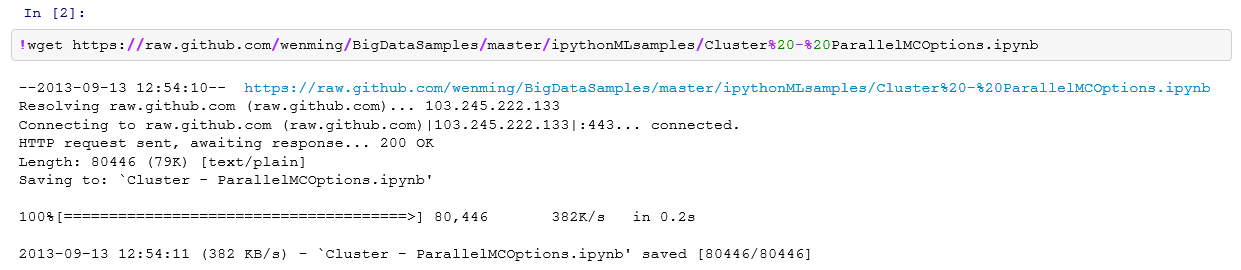 In [2]:
!wget https://raw.github.com/wenming/BigDataSamples/master/ipythonMLsamples/Cluster%20-%20ParallelMCOptions.ipynb
--2013-09-13 12:54:10--  https://raw.github.com/wenming/BigDataSamples/master/ipythonMLsamples/Cluster%20-%20ParallelMCOptions.ipynb
Resolving raw.github.com (raw.github.com)... 103.245.222.133
Connecting to raw.github.com (raw.github.com)|103.245.222.133|:443... connected.
HTTP request sent, awaiting response... 200 OK
Length: 80446 (79K) [text/plain]
Saving to: `Cluster - ParallelMCOptions.ipynb'
100%[======================================>] 80,446      382K/s   in 0.2s
2013-09-13 12:54:11 (382 KB/s) - `Cluster - ParallelMCOptions.ipynb' saved [80446/80446]